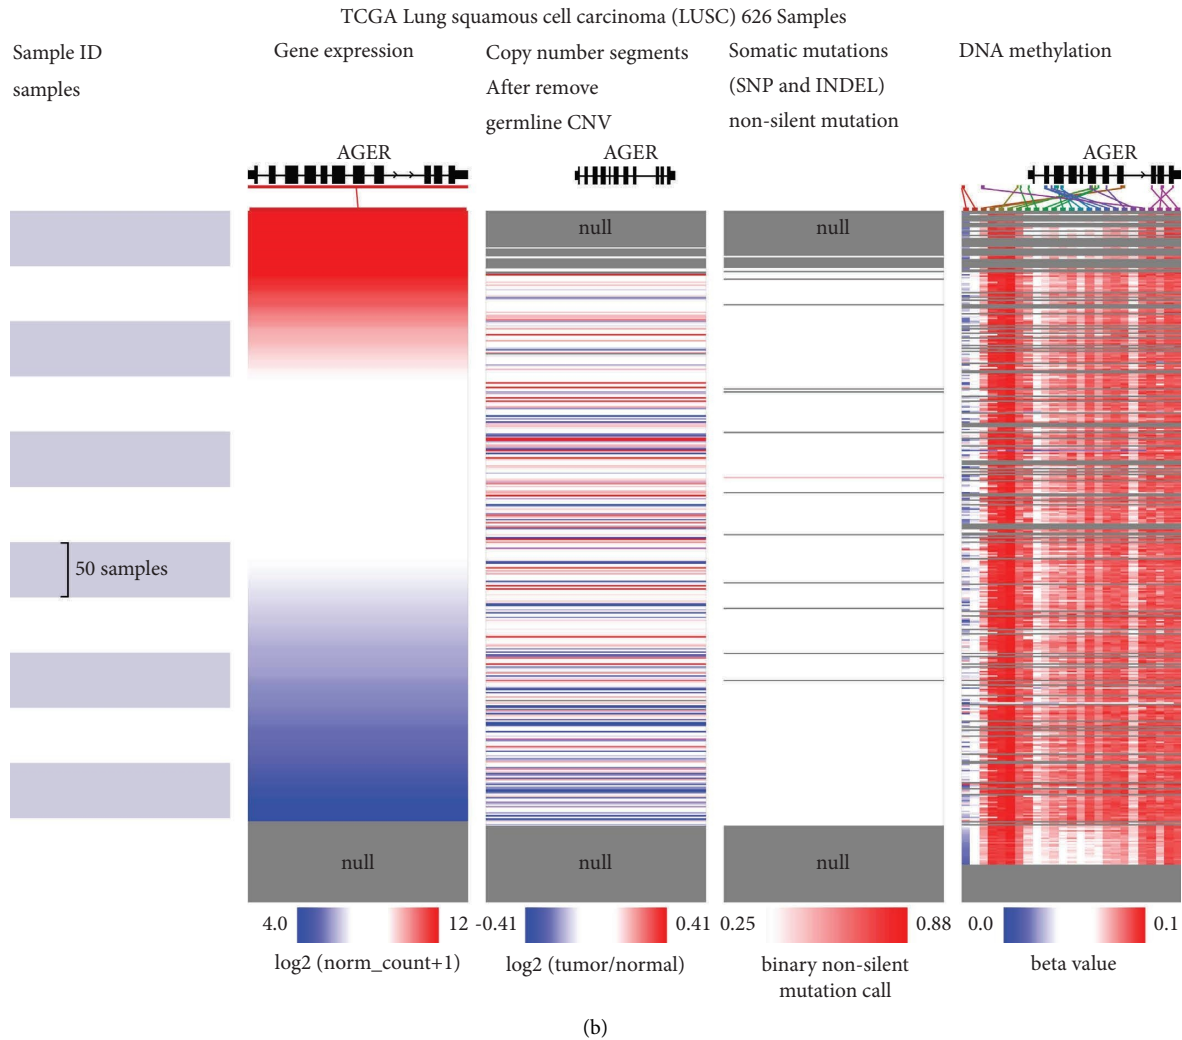 TCGA Lung squamous cell carcinoma (LUSC) 626 Samples
Sample ID
samples
Gene expression
Copy number segments
After remove
germline CNV
Somatic mutations
(SNP and INDEL)
non-silent mutation
DNA methylation
AGER
AGER
AGER
null
null
50 samples
null
null
null
4.0
12
log2 (norm_count+1)
-0.41
0.41
log2 (tumor/normal)
0.25
0.88
binary non-silent
mutation call
0.0
0.1
beta value
(b)